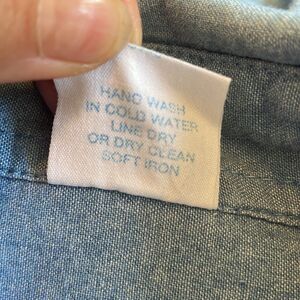 HAND WASH
IN COLD WATER
LINE DRY
OR DRY CLEAN
SOFT IRON